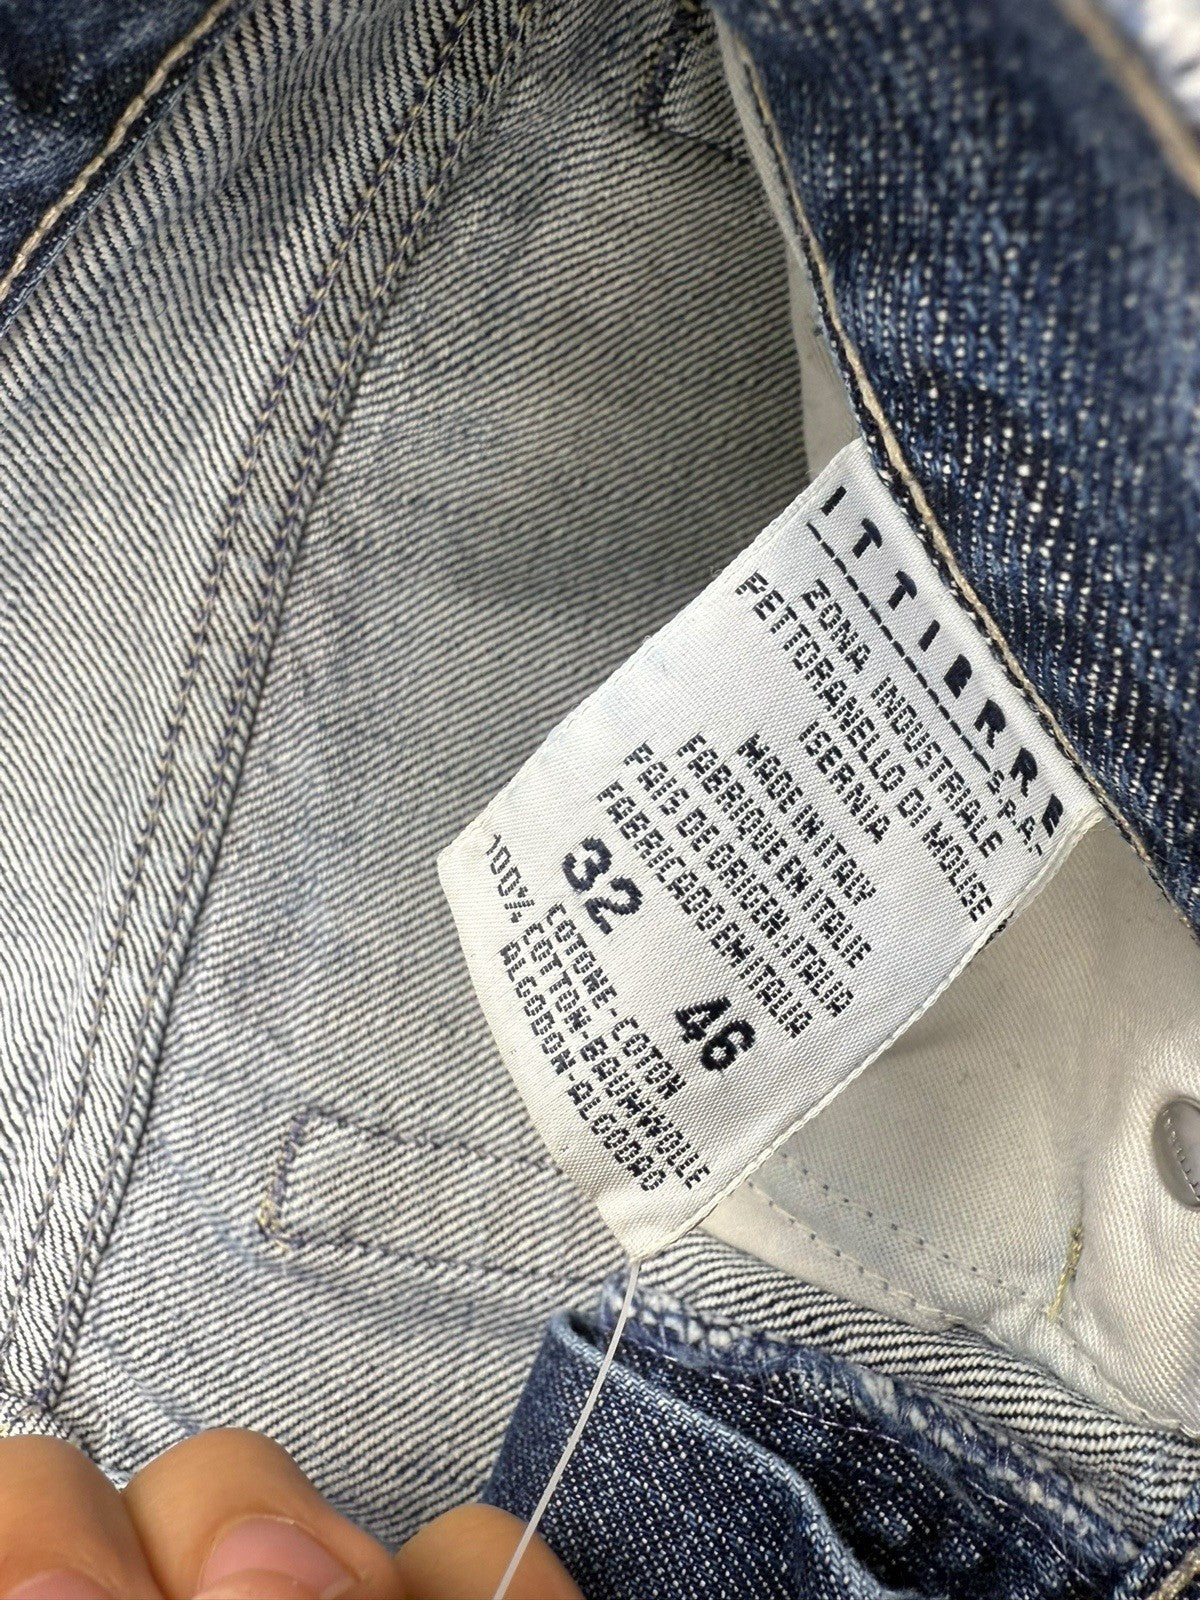 ITTIERRE
S.P.A.
ZONA INDUSTRIALE
PETTORANELLO DI MOLISE
ISERNIA
MADE IN ITALY
FABRIQUE EN ITALIE
PAIS DE ORIGEN ITALIA
FABRICADO EM ITALIA
32 46
COTONE-COTON
100% COTTON-BAUMWOLLE
ALGODON-ALGODAO